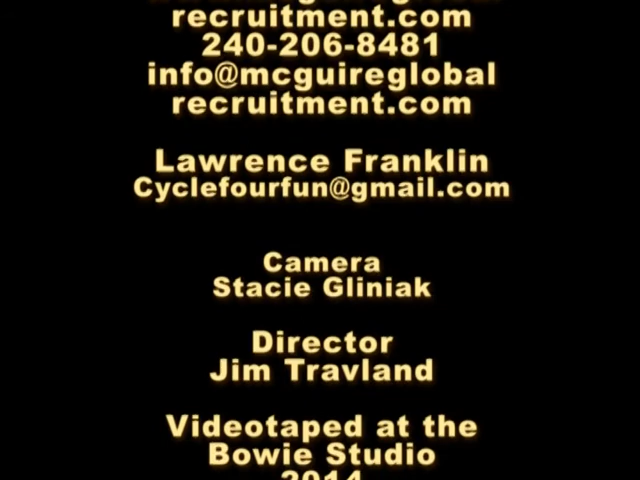 recruitment.com
240-206-8481
info@mcguireglobal
recruitment.com
Lawrence Franklin
Cyclefourfun@gmail.com
Camera
Stacie Gliniak
Director
Jim Travland
Videotaped at the
Bowie Studio
2014